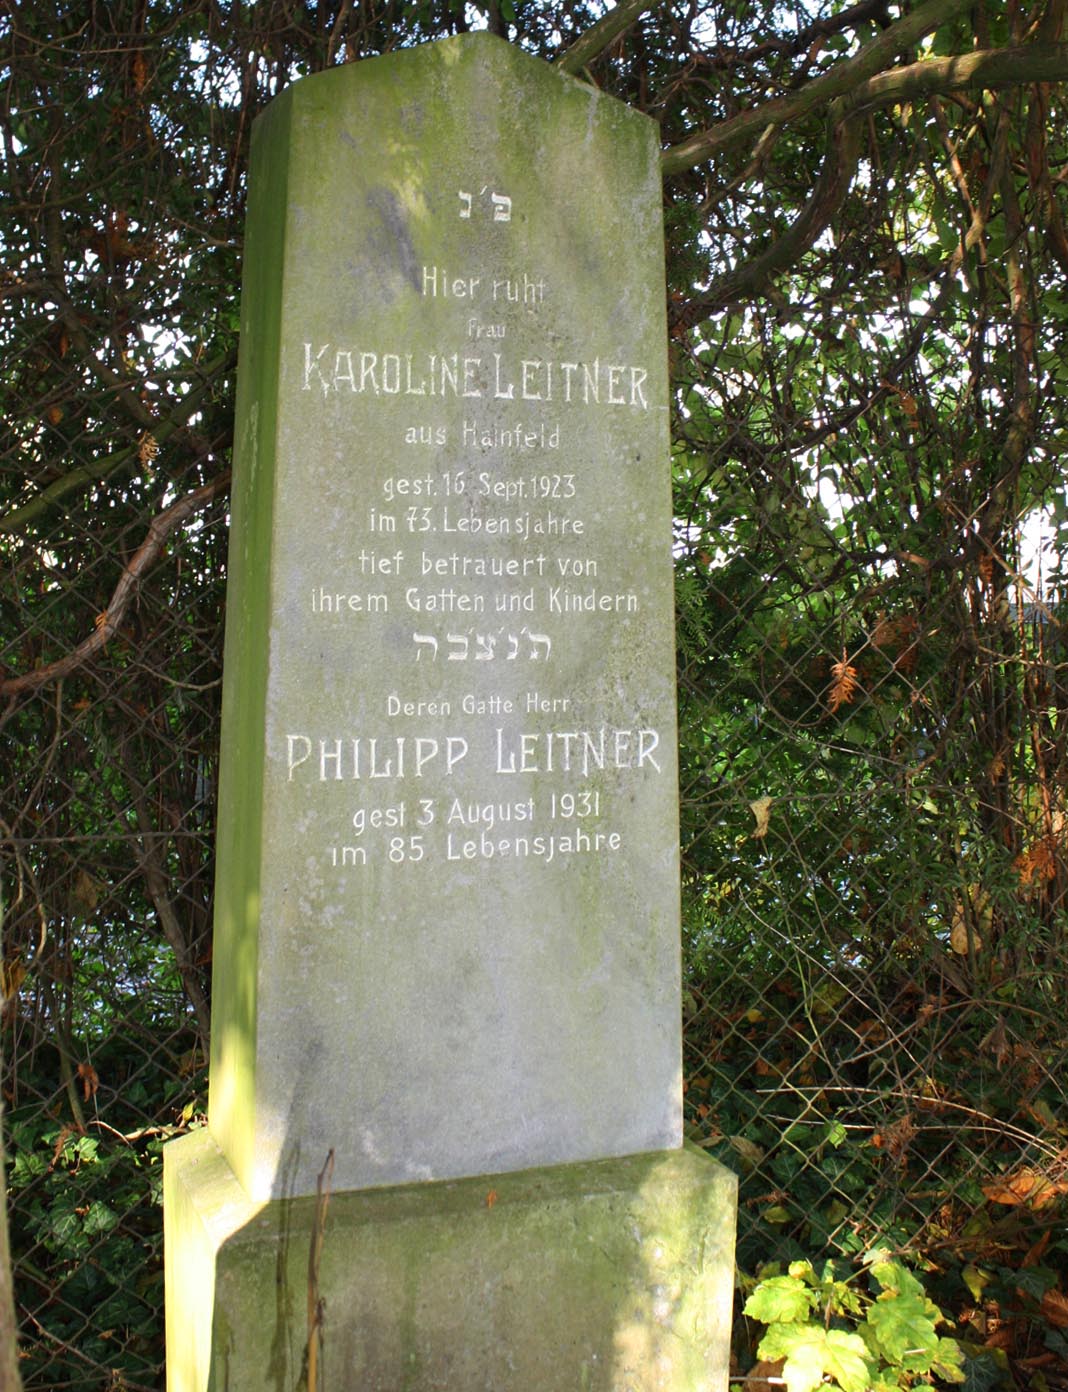 פ׳נ
Hier ruht
frau
KAROLINE LEITNER
aus Hainfeld
gest. 16 Sept. 1923
im 73. Lebensjahre
tief betrauert von
ihrem Gatten und Kindern
ה׳נ׳צ׳ב׳ה
Deren Gatte Herr
PHILIPP LEITNER
gest 3 August 1931
im 85. Lebensjahre